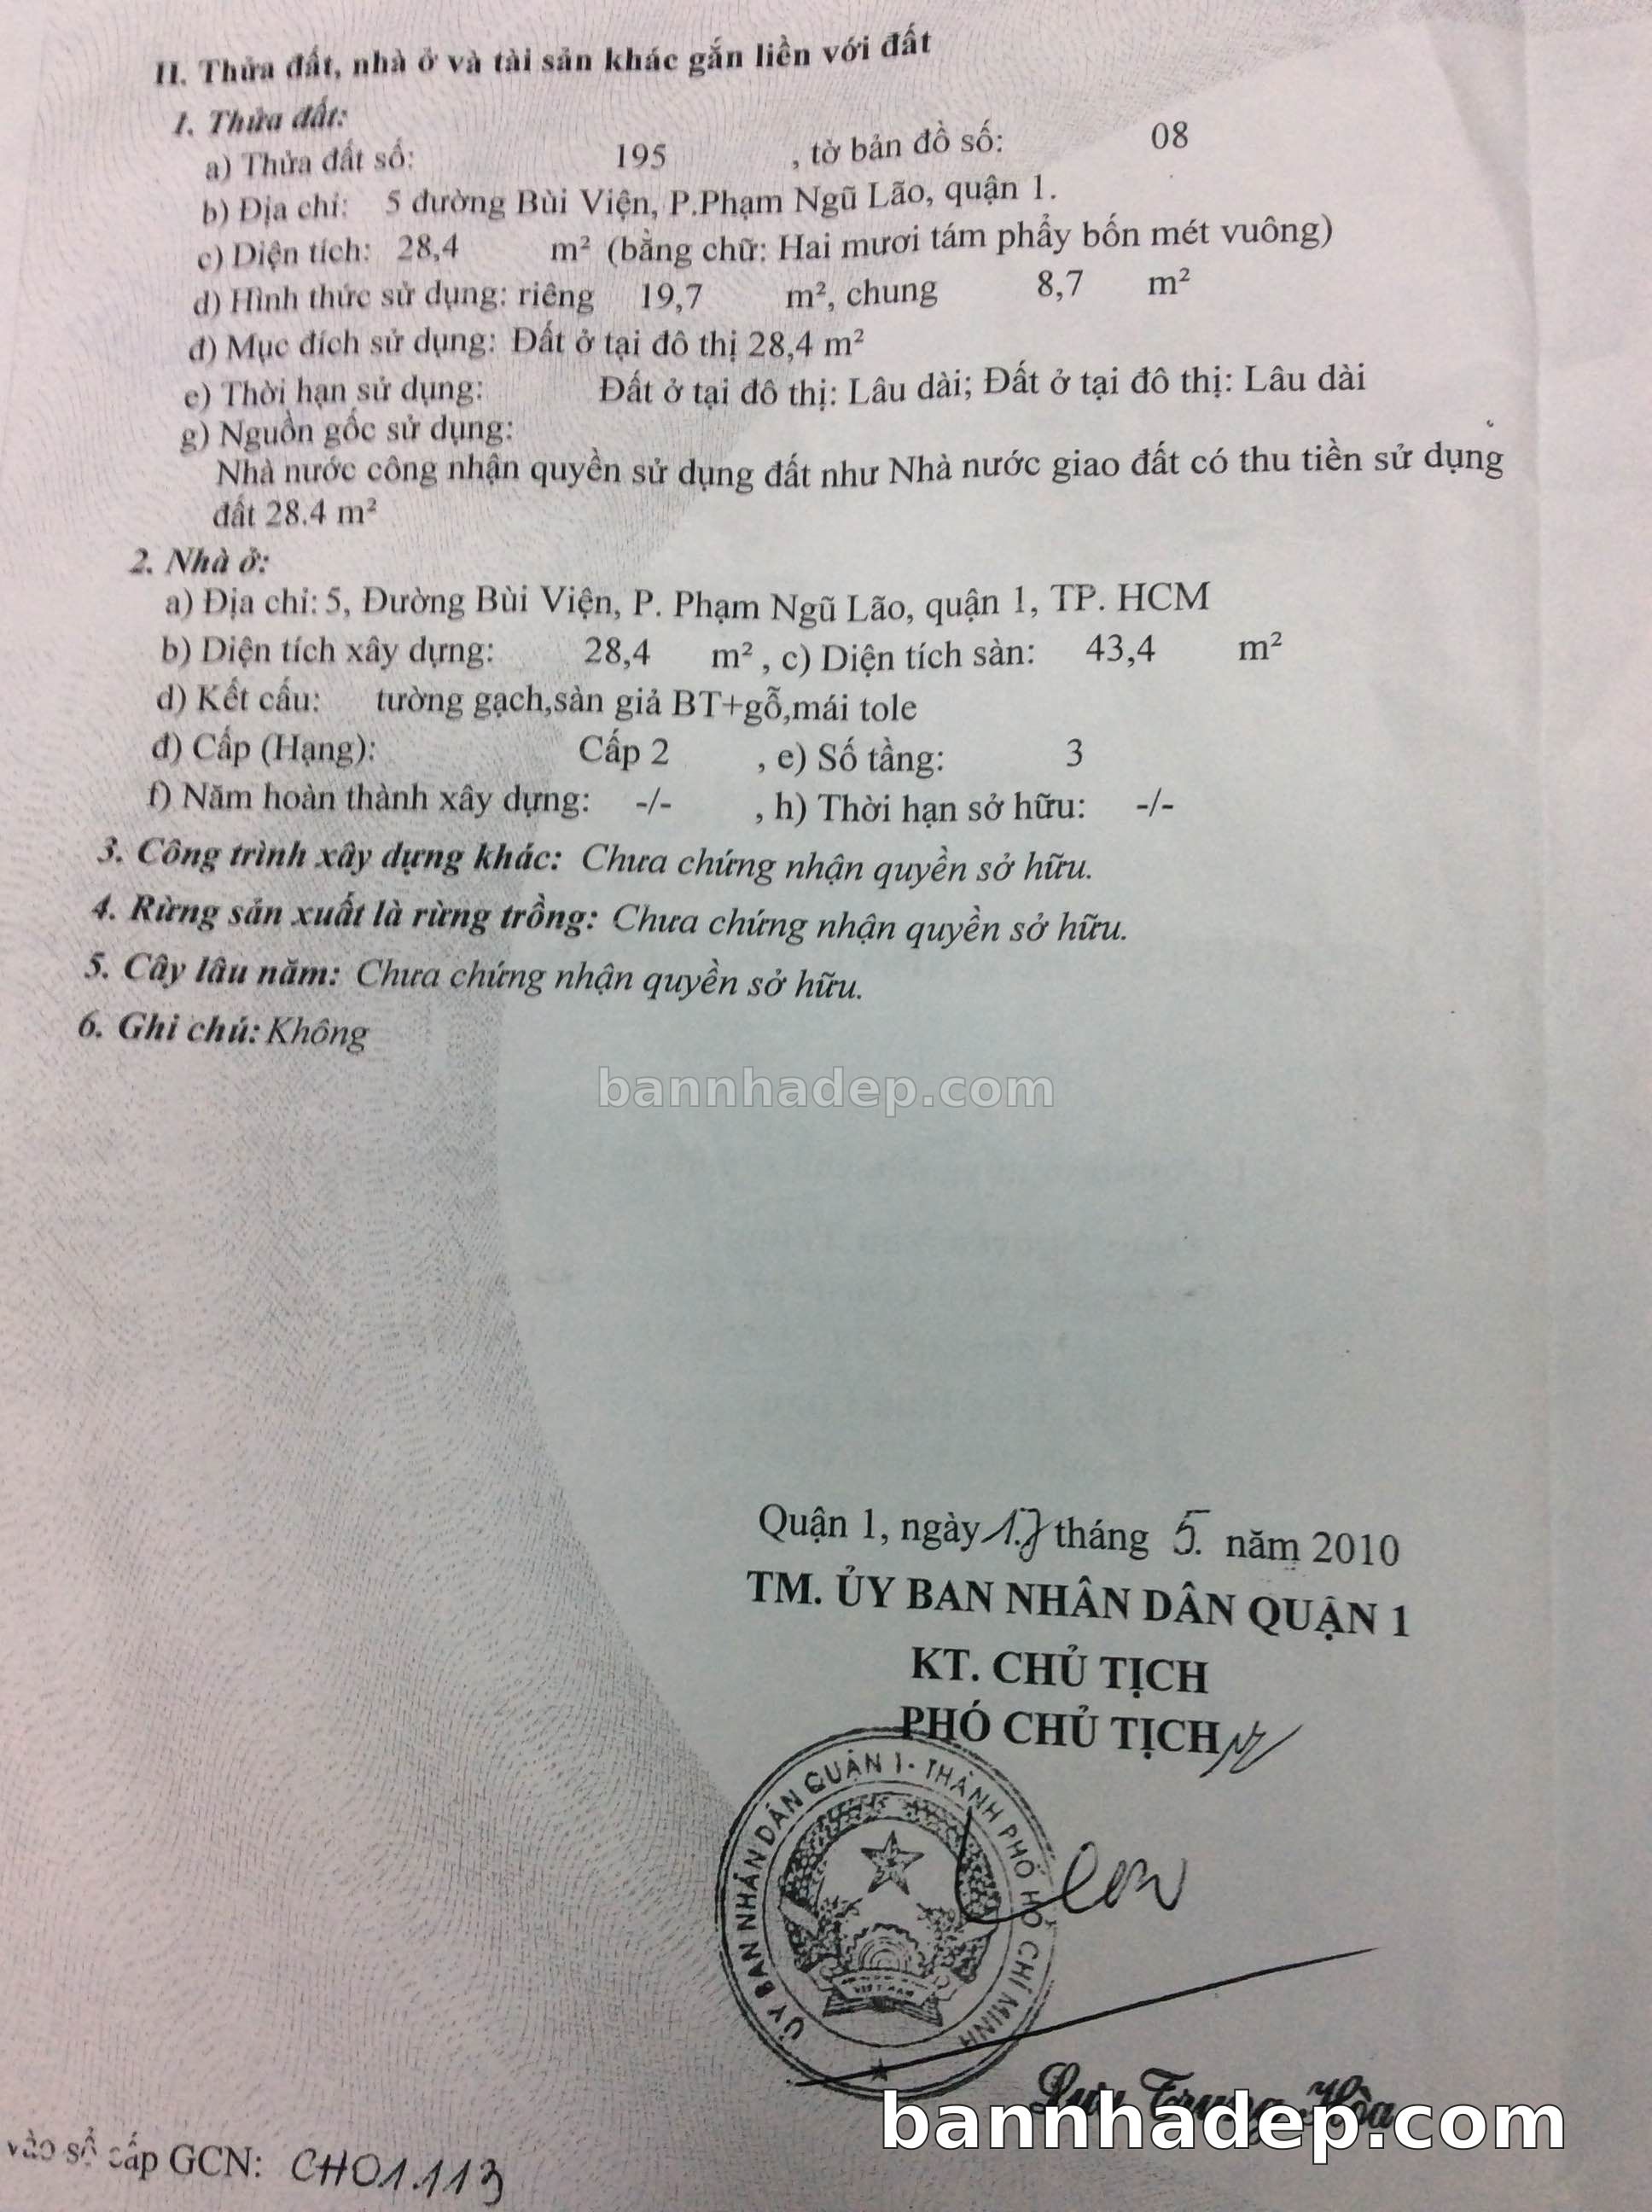 II. Thửa đất, nhà ở và tài sản khác gắn liền với đất
1. Thửa đất:
a) Thửa đất số: 195 , tờ bản đồ số: 08
b) Địa chỉ: 5 đường Bùi Viện, P.Phạm Ngũ Lão, quận 1.
c) Diện tích: 28,4 m² (bằng chữ: Hai mươi tám phẩy bốn mét vuông)
d) Hình thức sử dụng: riêng 19,7 m², chung 8,7 m²
đ) Mục đích sử dụng: Đất ở tại đô thị 28,4 m²
e) Thời hạn sử dụng: Đất ở tại đô thị: Lâu dài; Đất ở tại đô thị: Lâu dài
g) Nguồn gốc sử dụng:
Nhà nước công nhận quyền sử dụng đất như Nhà nước giao đất có thu tiền sử dụng
đất 28.4 m²
2. Nhà ở:
a) Địa chỉ: 5, Đường Bùi Viện, P. Phạm Ngũ Lão, quận 1, TP. HCM
b) Diện tích xây dựng: 28,4 m² , c) Diện tích sàn: 43,4 m²
d) Kết cấu: tường gạch,sàn giả BT+gỗ,mái tole
đ) Cấp (Hạng): Cấp 2 , e) Số tầng: 3
f) Năm hoàn thành xây dựng: -/- , h) Thời hạn sở hữu: -/-
3. Công trình xây dựng khác: Chưa chứng nhận quyền sở hữu.
4. Rừng sản xuất là rừng trồng: Chưa chứng nhận quyền sở hữu.
5. Cây lâu năm: Chưa chứng nhận quyền sở hữu.
6. Ghi chú: Không
bannhadep.com
Quận 1, ngày 17 tháng 5 năm 2010
TM. ỦY BAN NHÂN DÂN QUẬN 1
KT. CHỦ TỊCH
PHÓ CHỦ TỊCH
ỦY BAN NHÂN DÂN QUẬN 1 - THÀNH PHỐ HỒ CHÍ MINH
VIỆT NAM
Lưu Trung Hòa
bannhadep.com
vào sổ cấp GCN: CH01.113